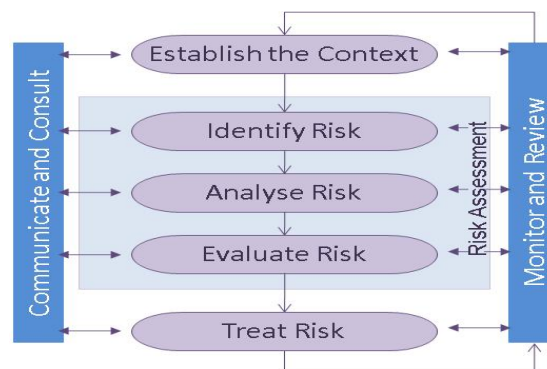 Establish the Context
Communicate and Consult
Identify Risk
Analyse Risk
Evaluate Risk
Risk Assessment
Monitor and Review
Treat Risk